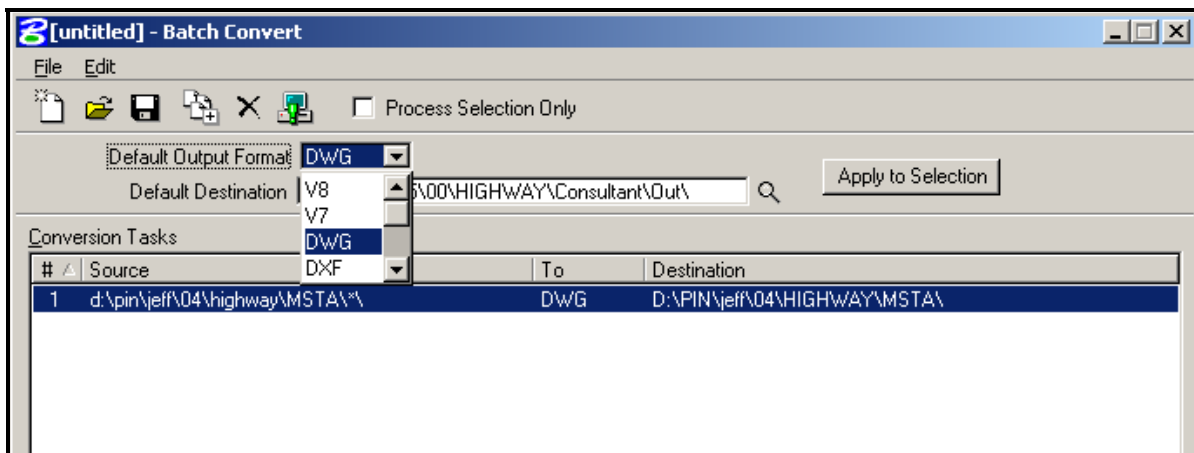 [untitled] - Batch Convert
File Edit
Process Selection Only
Default Output Format DWG
Default Destination \00\HIGHWAY\Consultant\Out\
Apply to Selection
V8
V7
DWG
DXF
Conversion Tasks
# Source To Destination
1 d:\pin\jeff\04\highway\MSTA\*\ DWG D:\PIN\jeff\04\HIGHWAY\MSTA\